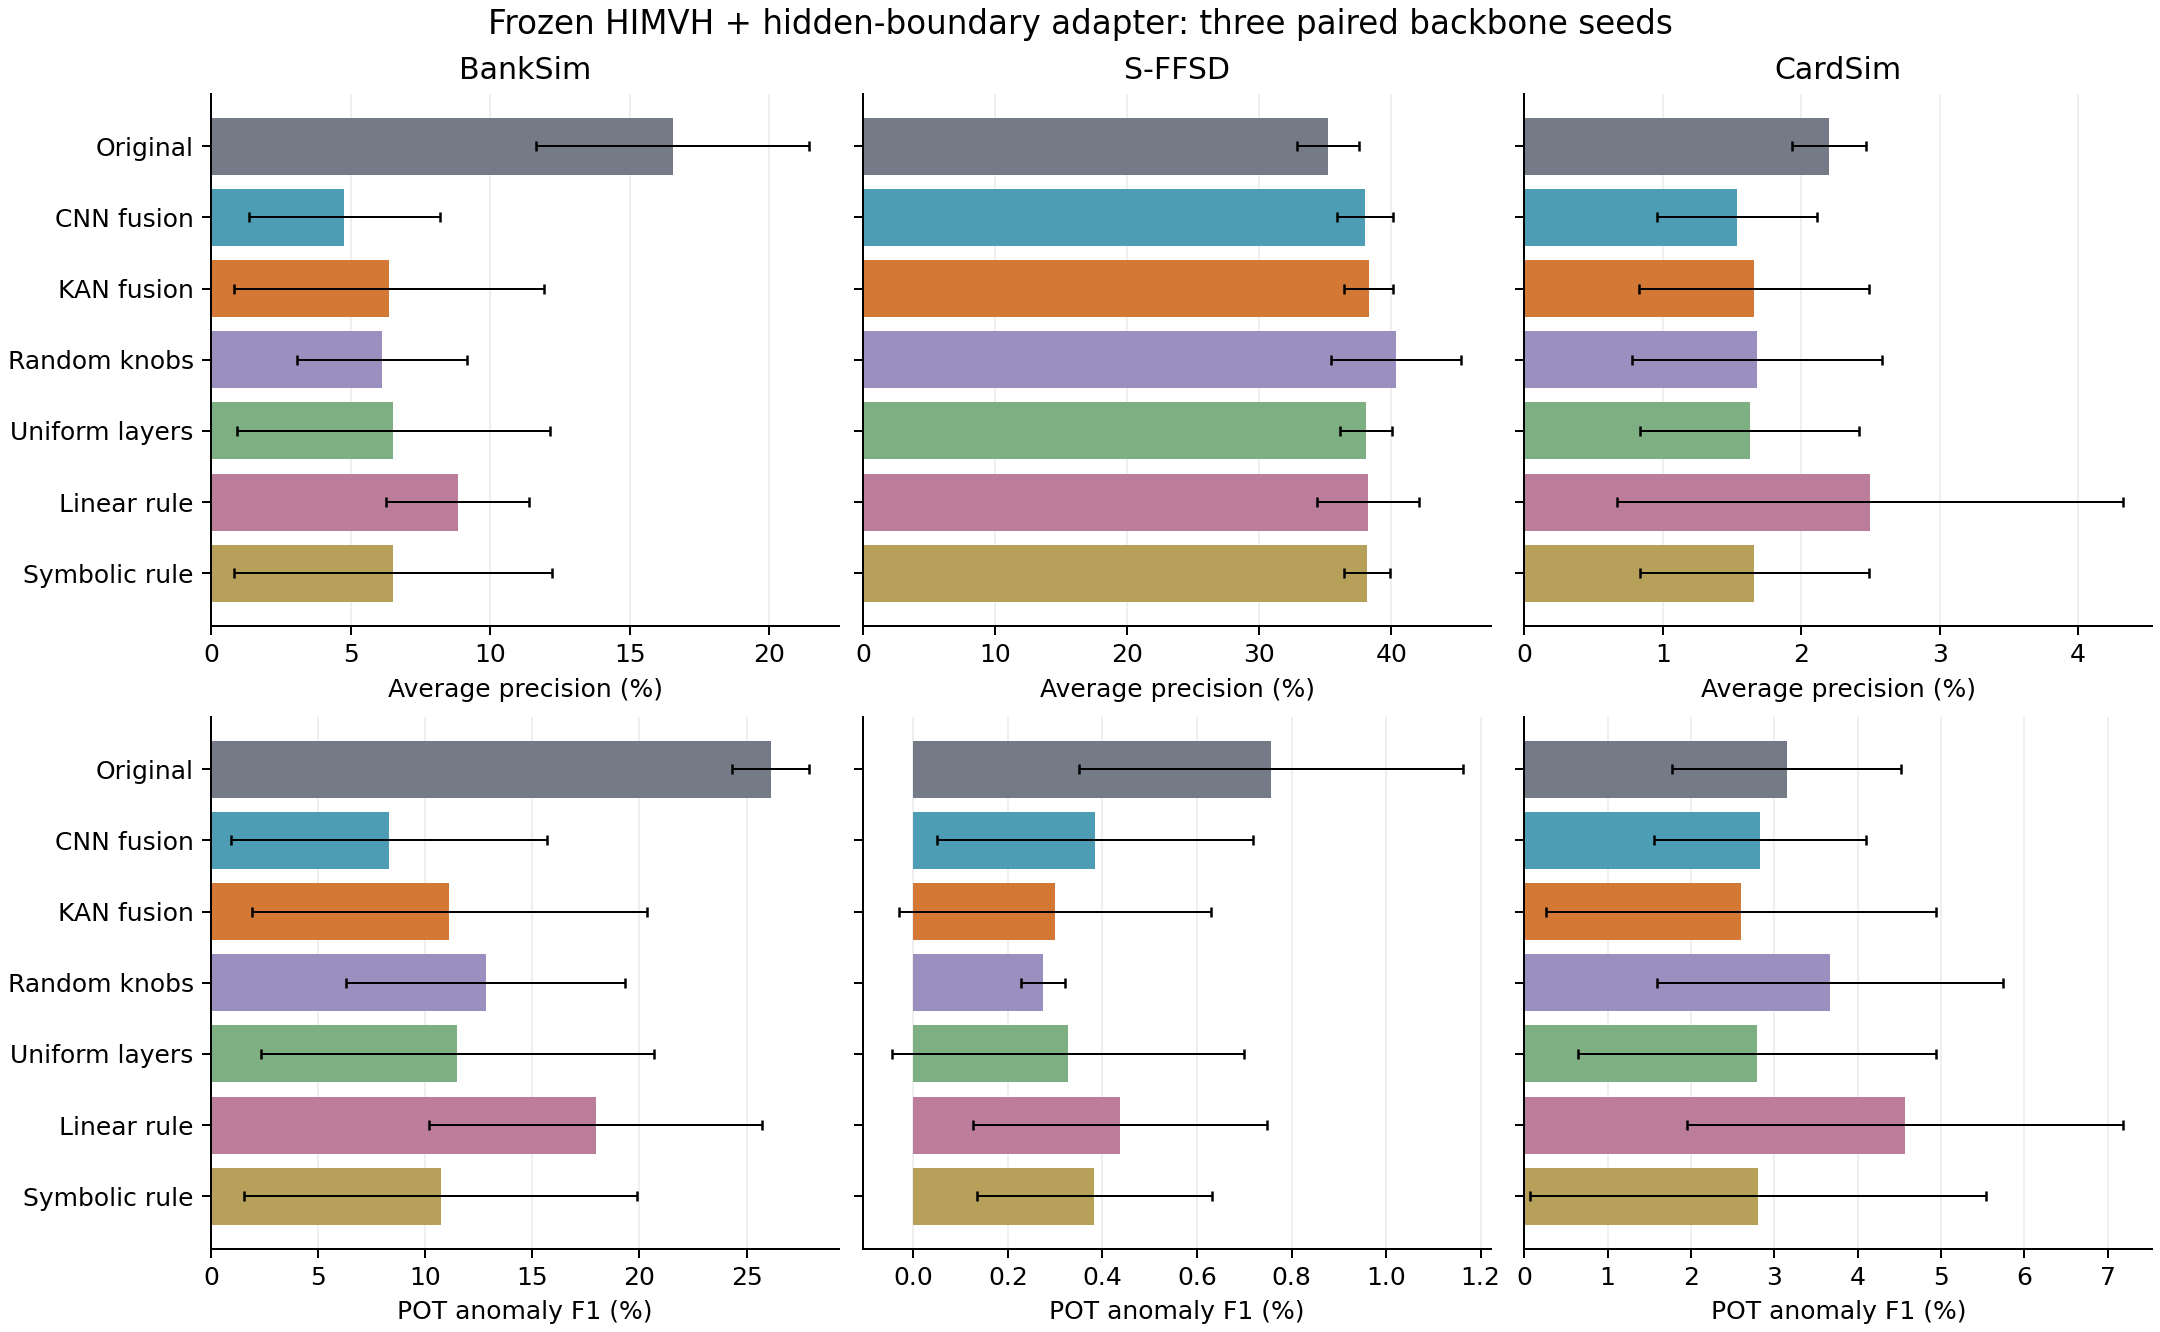 Frozen HIMVH + hidden-boundary adapter: three paired backbone seeds
BankSim
S-FFSD
CardSim
Original
CNN fusion
KAN fusion
Random knobs
Uniform layers
Linear rule
Symbolic rule
0 5 10 15 20
0 10 20 30 40
0 1 2 3 4
Average precision (%)
Average precision (%)
Average precision (%)
Original
CNN fusion
KAN fusion
Random knobs
Uniform layers
Linear rule
Symbolic rule
0 5 10 15 20 25
0.0 0.2 0.4 0.6 0.8 1.0 1.2
0 1 2 3 4 5 6 7
POT anomaly F1 (%)
POT anomaly F1 (%)
POT anomaly F1 (%)